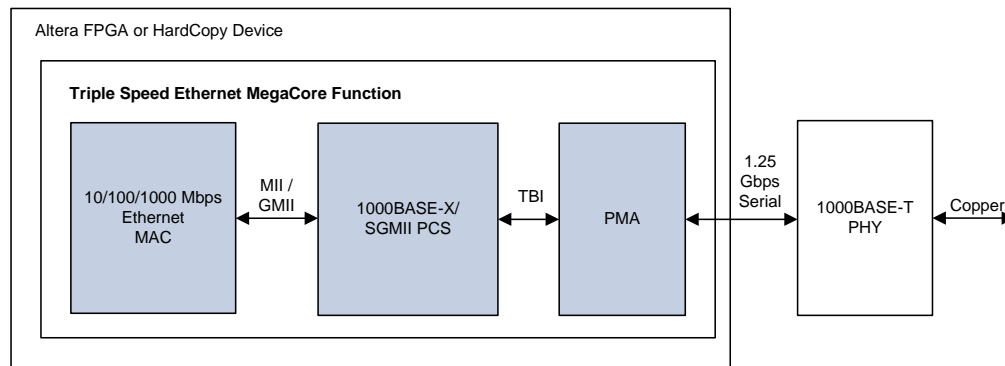 Altera FPGA or HardCopy Device
Triple Speed Ethernet MegaCore Function
10/100/1000 Mbps
Ethernet
MAC
MII /
GMII
1000BASE-X/
SGMII PCS
TBI
PMA
1.25
Gbps
Serial
1000BASE-T
PHY
Copper